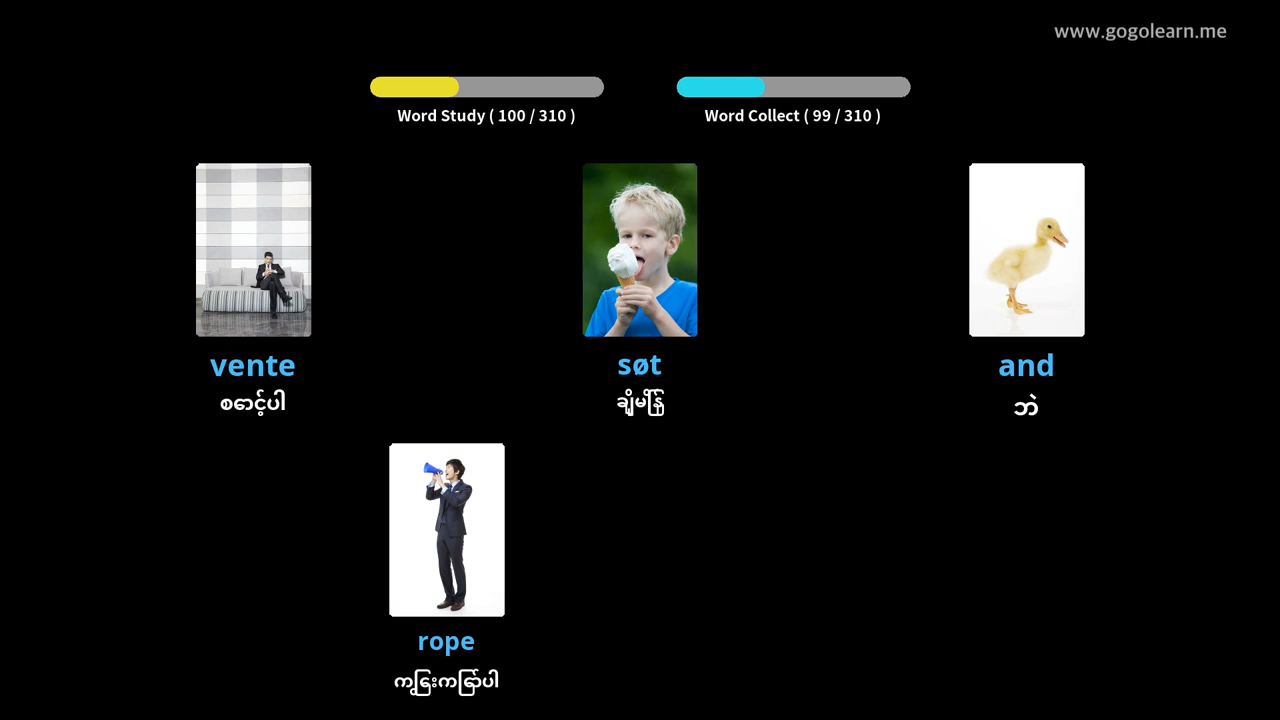 www.gogolearn.me
Word Study ( 100 / 310 )
Word Collect ( 99 / 310 )
vente
søt
and
စောင့်ပါ
ချိုမြိန်
ဘဲ
rope
ကြွေးကြော်ပါ